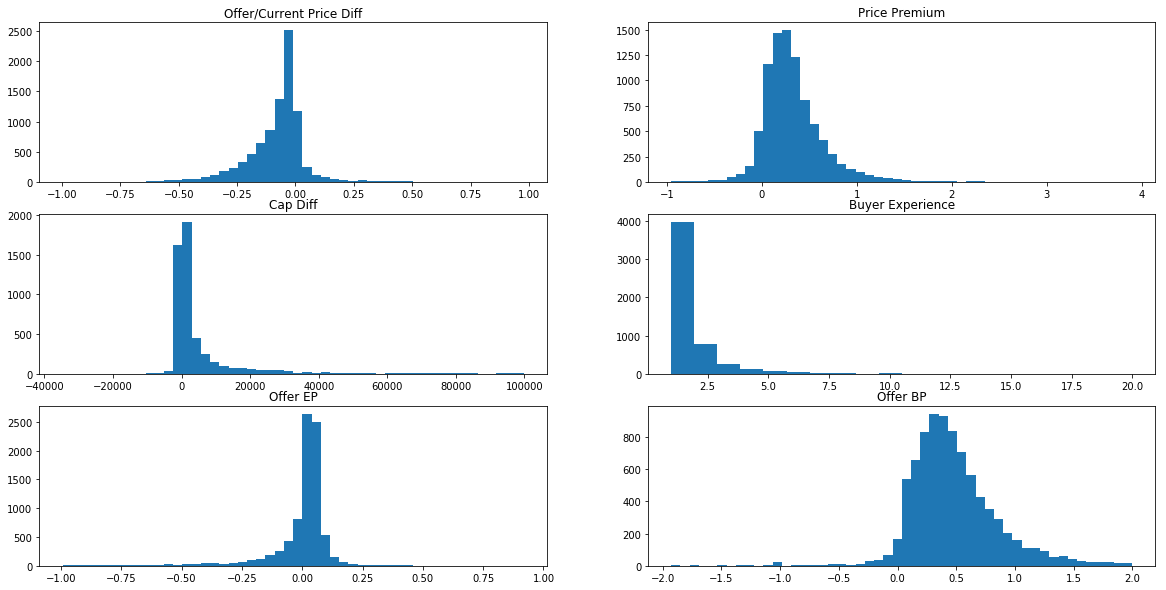 Offer/Current Price Diff
2500
2000
1500
1000
500
0
−1.00 −0.75 −0.50 −0.25 0.00 0.25 0.50 0.75 1.00
Price Premium
1500
1250
1000
750
500
250
0
−1 0 1 2 3 4
Cap Diff
2000
1500
1000
500
0
−40000 −20000 0 20000 40000 60000 80000 100000
Buyer Experience
4000
3000
2000
1000
0
2.5 5.0 7.5 10.0 12.5 15.0 17.5 20.0
Offer EP
2500
2000
1500
1000
500
0
−1.00 −0.75 −0.50 −0.25 0.00 0.25 0.50 0.75 1.00
Offer BP
800
600
400
200
0
−2.0 −1.5 −1.0 −0.5 0.0 0.5 1.0 1.5 2.0